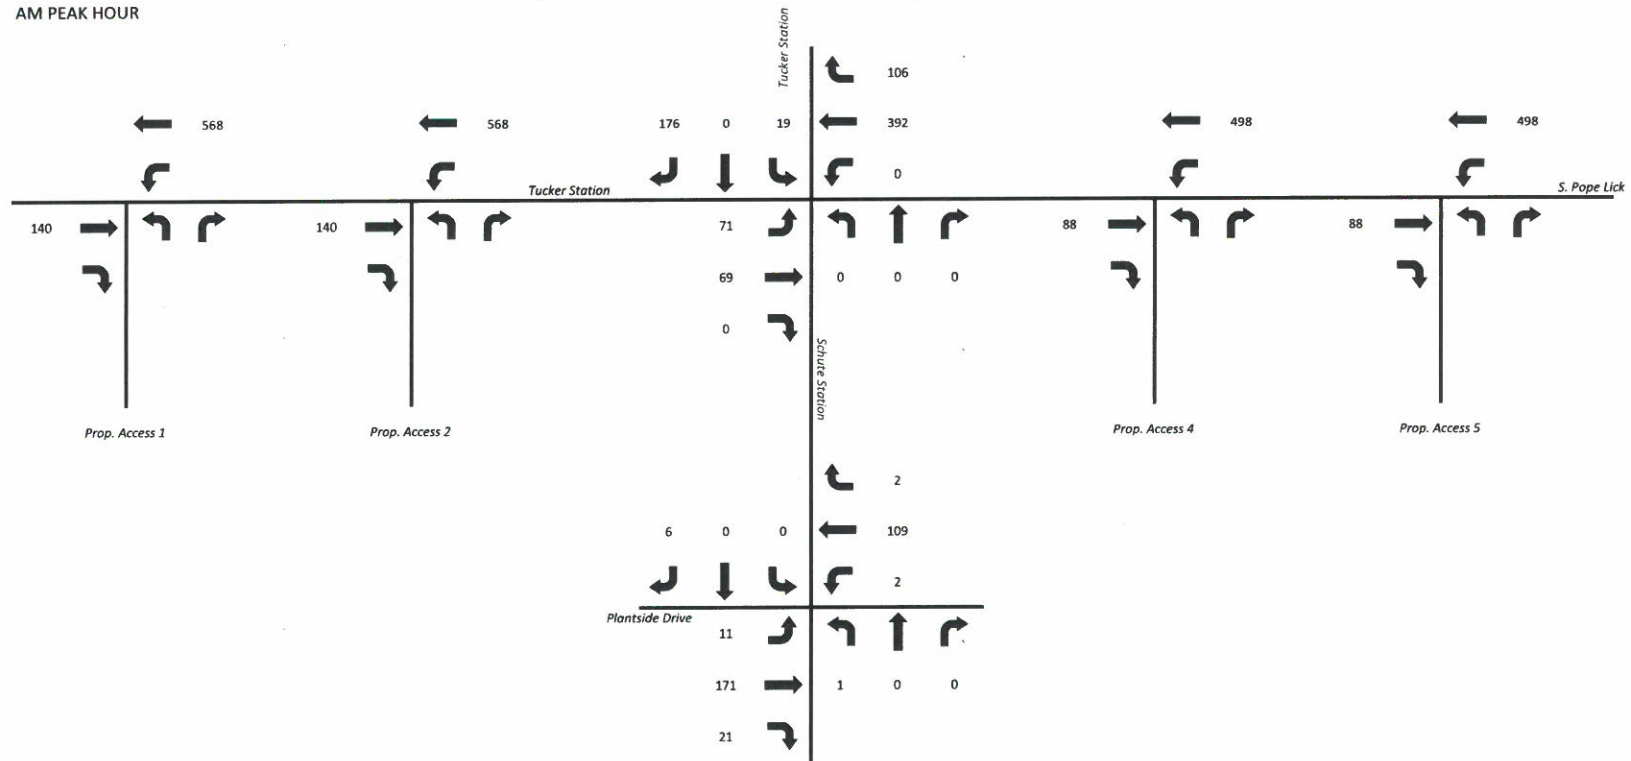 AM PEAK HOUR
Tucker Station
106
568
568
176 0 19
392
498
498
0
Tucker Station
S. Pope Lick
140
140
71
88
88
69
0 0 0
0
Schute Station
Prop. Access 1
Prop. Access 2
Prop. Access 4
Prop. Access 5
2
6 0 0
109
2
Plantside Drive
11
171
1 0 0
21